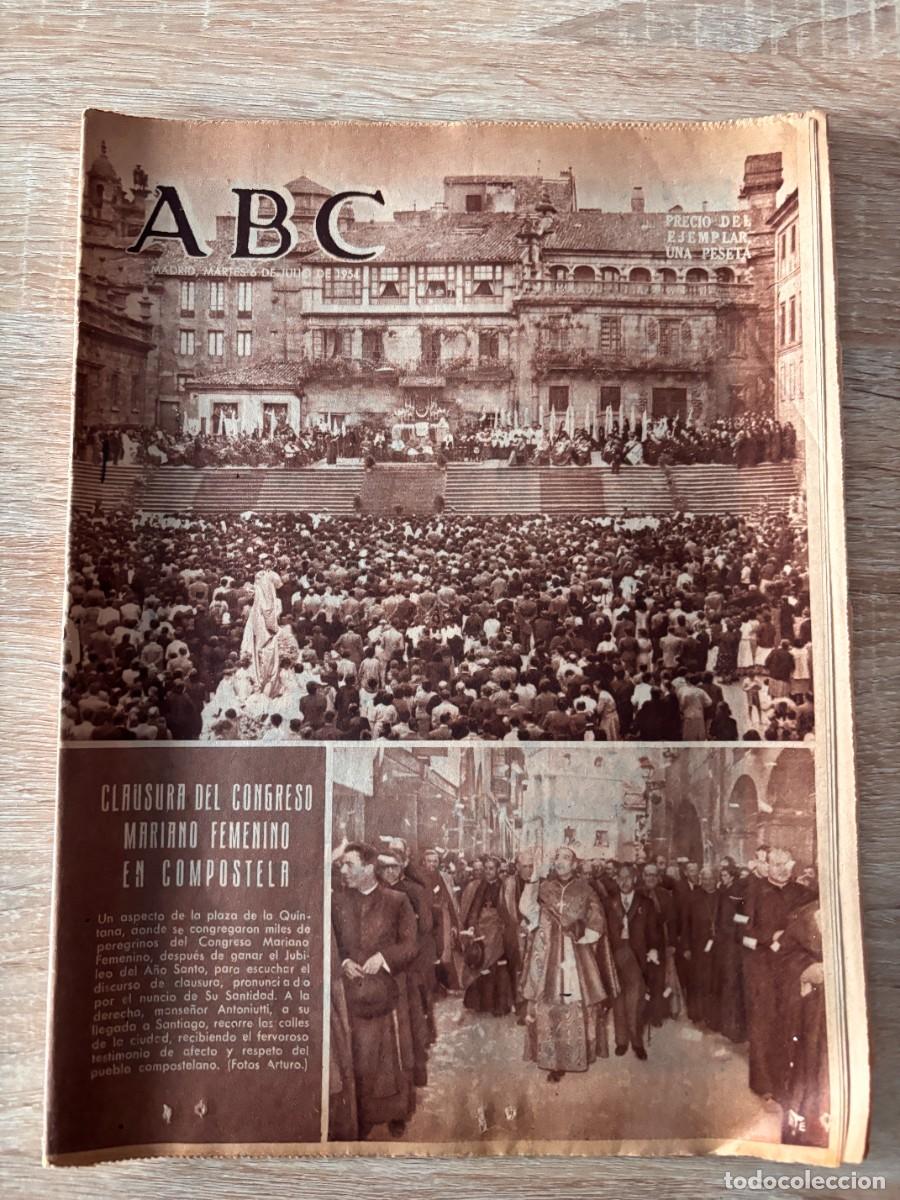 ABC
MADRID, MARTES 6 DE JULIO DE 1954
PRECIO DEL
EJEMPLAR,
UNA PESETA
CLAUSURA DEL CONGRESO
MARIANO FEMENINO
EN COMPOSTELA
Un aspecto de la plaza de la Quin-
tana, donde se congregaron miles de
peregrinos del Congreso Mariano
Femenino, después de ganar el Jubi-
leo del Año Santo, para escuchar el
discurso de clausura, pronunciado
por el nuncio de Su Santidad. A la
derecha, monseñor Antoniutti, a su
llegada a Santiago, recorre las calles
de la ciudad, recibiendo el fervoroso
testimonio de afecto y respeto del
pueblo compostelano. (Fotos Arturo.)
todocoleccion.net